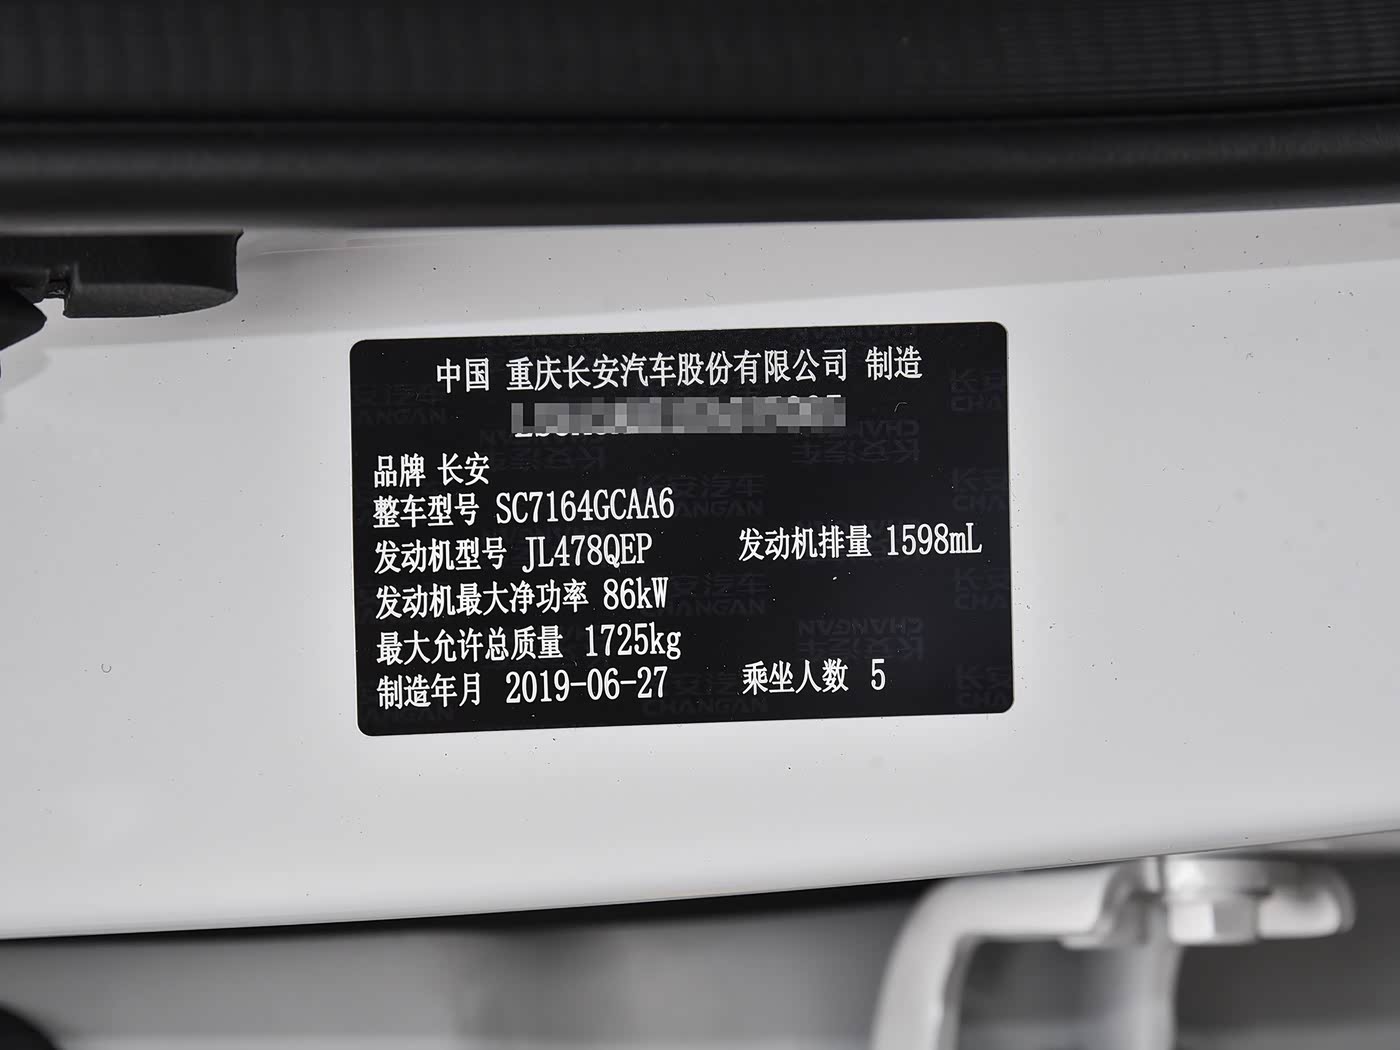 中国 重庆长安汽车股份有限公司 制造
品牌 长安
整车型号 SC7164GCAA6
发动机型号 JL478QEP 发动机排量 1598mL
发动机最大净功率 86kW
最大允许总质量 1725kg
制造年月 2019-06-27 乘坐人数 5